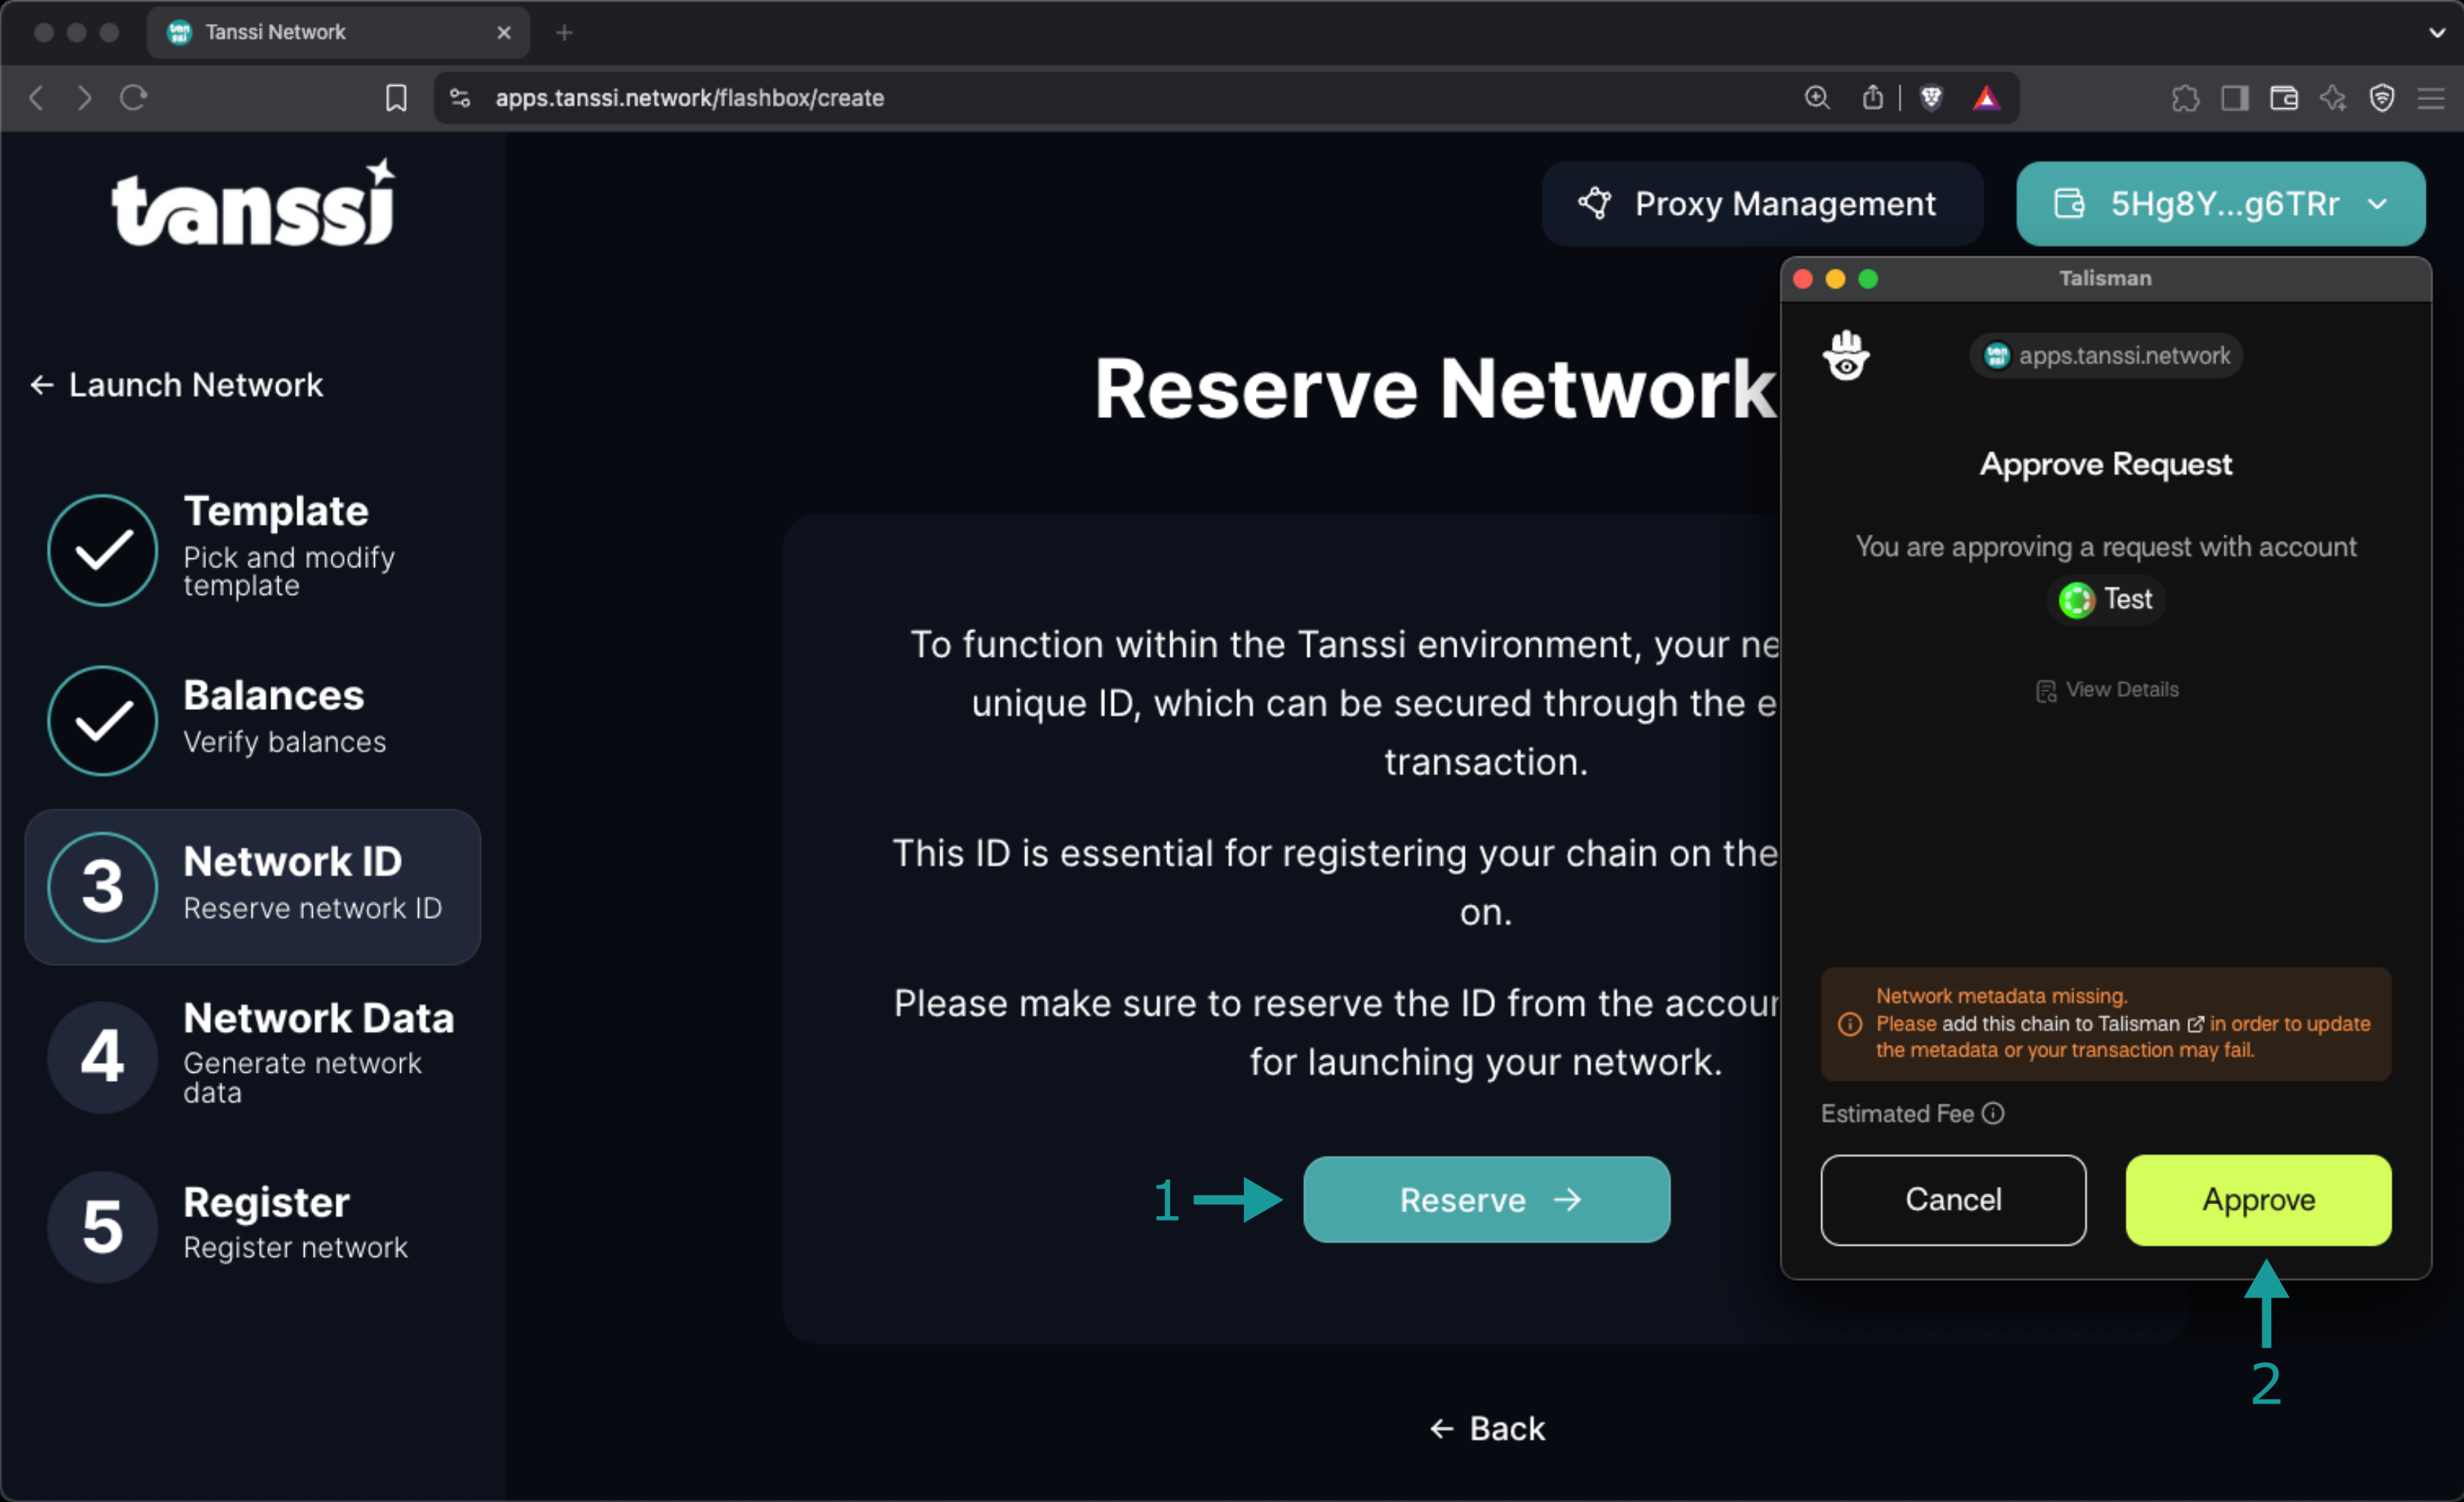 Tanssi Network
apps.tanssi.network/flashbox/create
tanssi
Proxy Management
5Hg8Y...g6TRr
Launch Network
Template
Pick and modify
template
Balances
Verify balances
3
Network ID
Reserve network ID
4
Network Data
Generate network
data
5
Register
Register network
Reserve Network
To function within the Tanssi environment, your ne
unique ID, which can be secured through the e
transaction.
This ID is essential for registering your chain on the
on.
Please make sure to reserve the ID from the accour
for launching your network.
1
Reserve
Back
Talisman
apps.tanssi.network
Approve Request
You are approving a request with account
Test
View Details
Network metadata missing.
Please add this chain to Talisman in order to update
the metadata or your transaction may fail.
Estimated Fee
Cancel
Approve
2